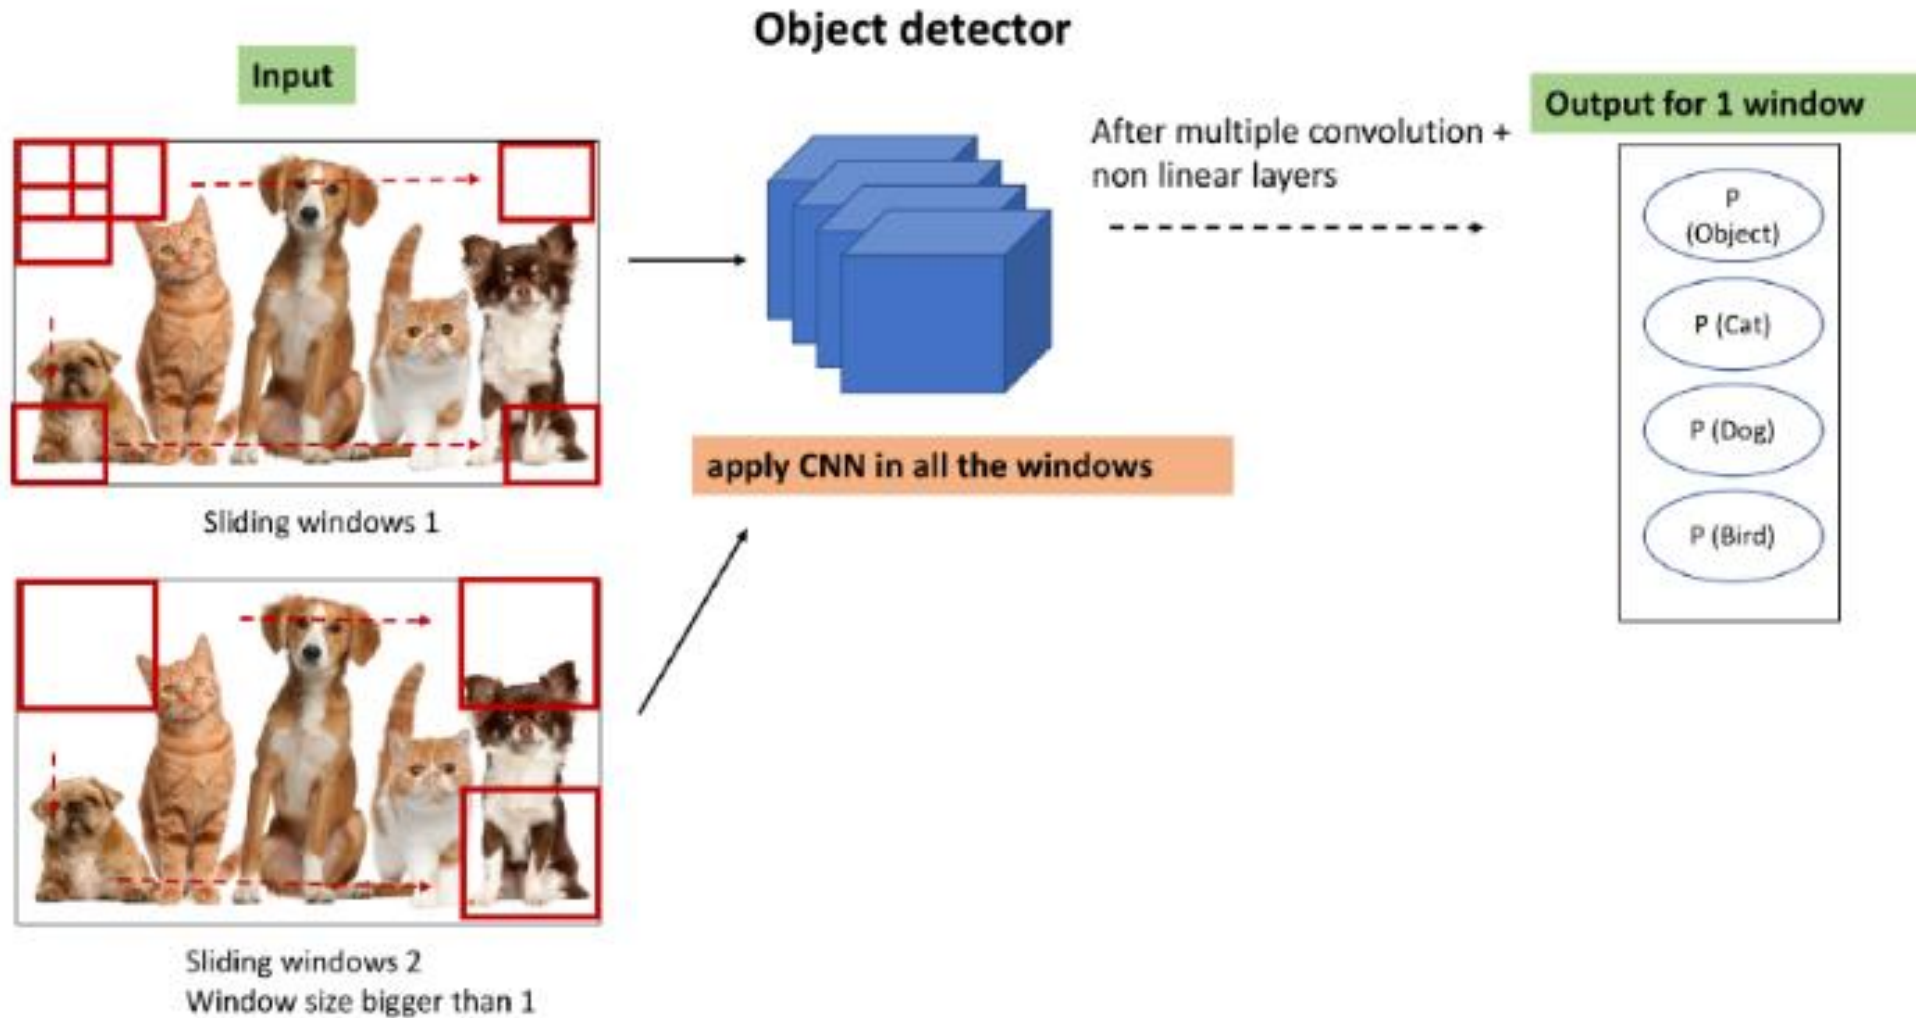 Object detector
Input
Output for 1 window
After multiple convolution +
non linear layers
P
(Object)
P (Cat)
P (Dog)
P (Bird)
apply CNN in all the windows
Sliding windows 1
Sliding windows 2
Window size bigger than 1